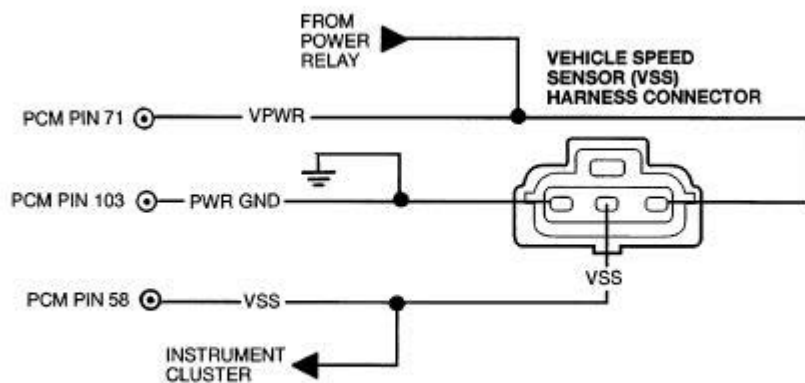 FROM
POWER
RELAY
VEHICLE SPEED
SENSOR (VSS)
HARNESS CONNECTOR
PCM PIN 71
VPWR
PCM PIN 103
PWR GND
VSS
PCM PIN 58
VSS
INSTRUMENT
CLUSTER